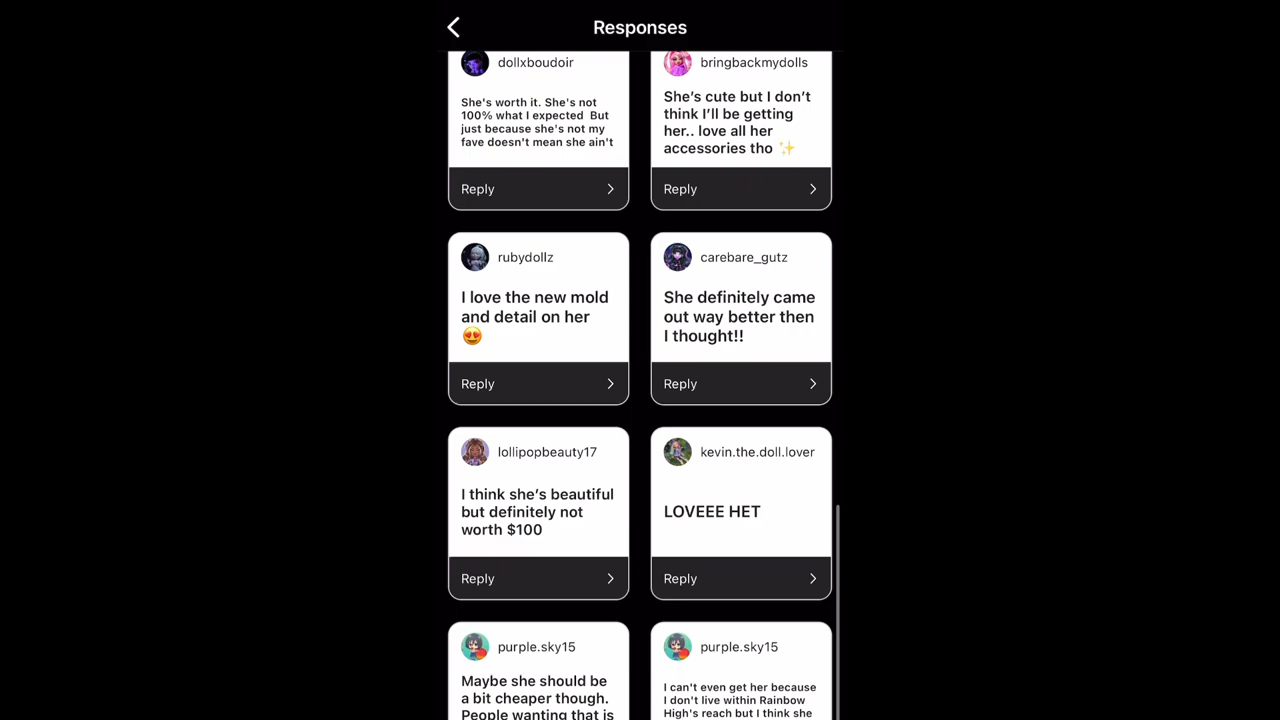 Responses
dollxboudoir
She's worth it. She's not
100% what I expected But
just because she's not my
fave doesn't mean she ain't
Reply
bringbackmydolls
She's cute but I don't
think I'll be getting
her.. love all her
accessories tho ✨
Reply
rubydollz
I love the new mold
and detail on her
😍
Reply
carebare_gutz
She definitely came
out way better then
I thought!!
Reply
lollipopbeauty17
I think she's beautiful
but definitely not
worth $100
Reply
kevin.the.doll.lover
LOVEEE HET
Reply
purple.sky15
Maybe she should be
a bit cheaper though.
People wanting that is
purple.sky15
I can't even get her because
I don't live within Rainbow
High's reach but I think she